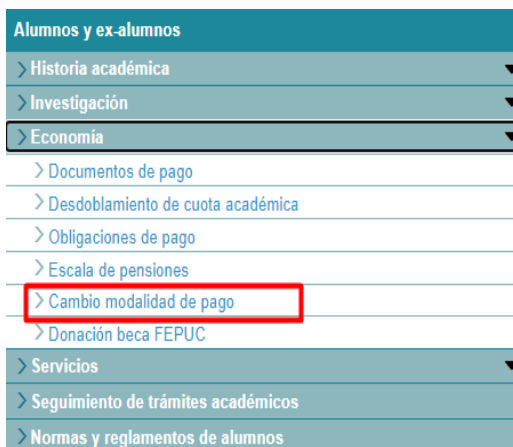 Alumnos y ex-alumnos
Historia académica
Investigación
Economía
Documentos de pago
Desdoblamiento de cuota académica
Obligaciones de pago
Escala de pensiones
Cambio modalidad de pago
Donación beca FEPUC
Servicios
Seguimiento de trámites académicos
Normas y reglamentos de alumnos